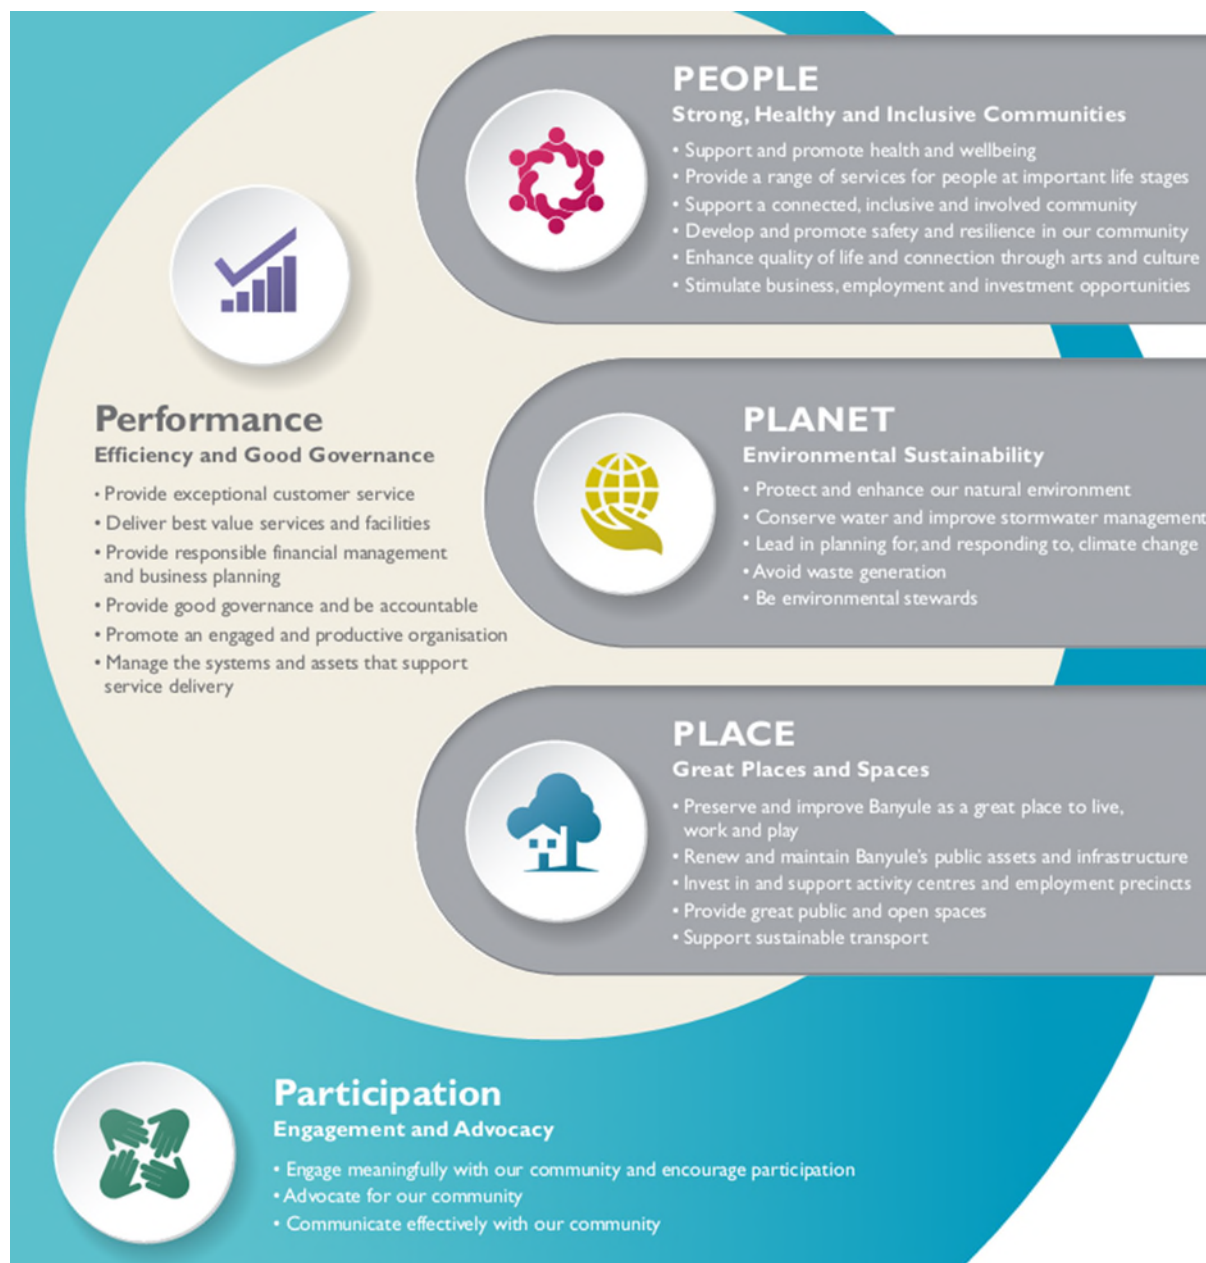 PEOPLE
Strong, Healthy and Inclusive Communities
• Support and promote health and wellbeing
• Provide a range of services for people at important life stages
• Support a connected, inclusive and involved community
• Develop and promote safety and resilience in our community
• Enhance quality of life and connection through arts and culture
• Stimulate business, employment and investment opportunities
Performance
Efficiency and Good Governance
• Provide exceptional customer service
• Deliver best value services and facilities
• Provide responsible financial management
and business planning
• Provide good governance and be accountable
• Promote an engaged and productive organisation
• Manage the systems and assets that support
service delivery
PLANET
Environmental Sustainability
• Protect and enhance our natural environment
• Conserve water and improve stormwater management
• Lead in planning for, and responding to, climate change
• Avoid waste generation
• Be environmental stewards
PLACE
Great Places and Spaces
• Preserve and improve Banyule as a great place to live,
work and play
• Renew and maintain Banyule's public assets and infrastructure
• Invest in and support activity centres and employment precincts
• Provide great public and open spaces
• Support sustainable transport
Participation
Engagement and Advocacy
• Engage meaningfully with our community and encourage participation
• Advocate for our community
• Communicate effectively with our community